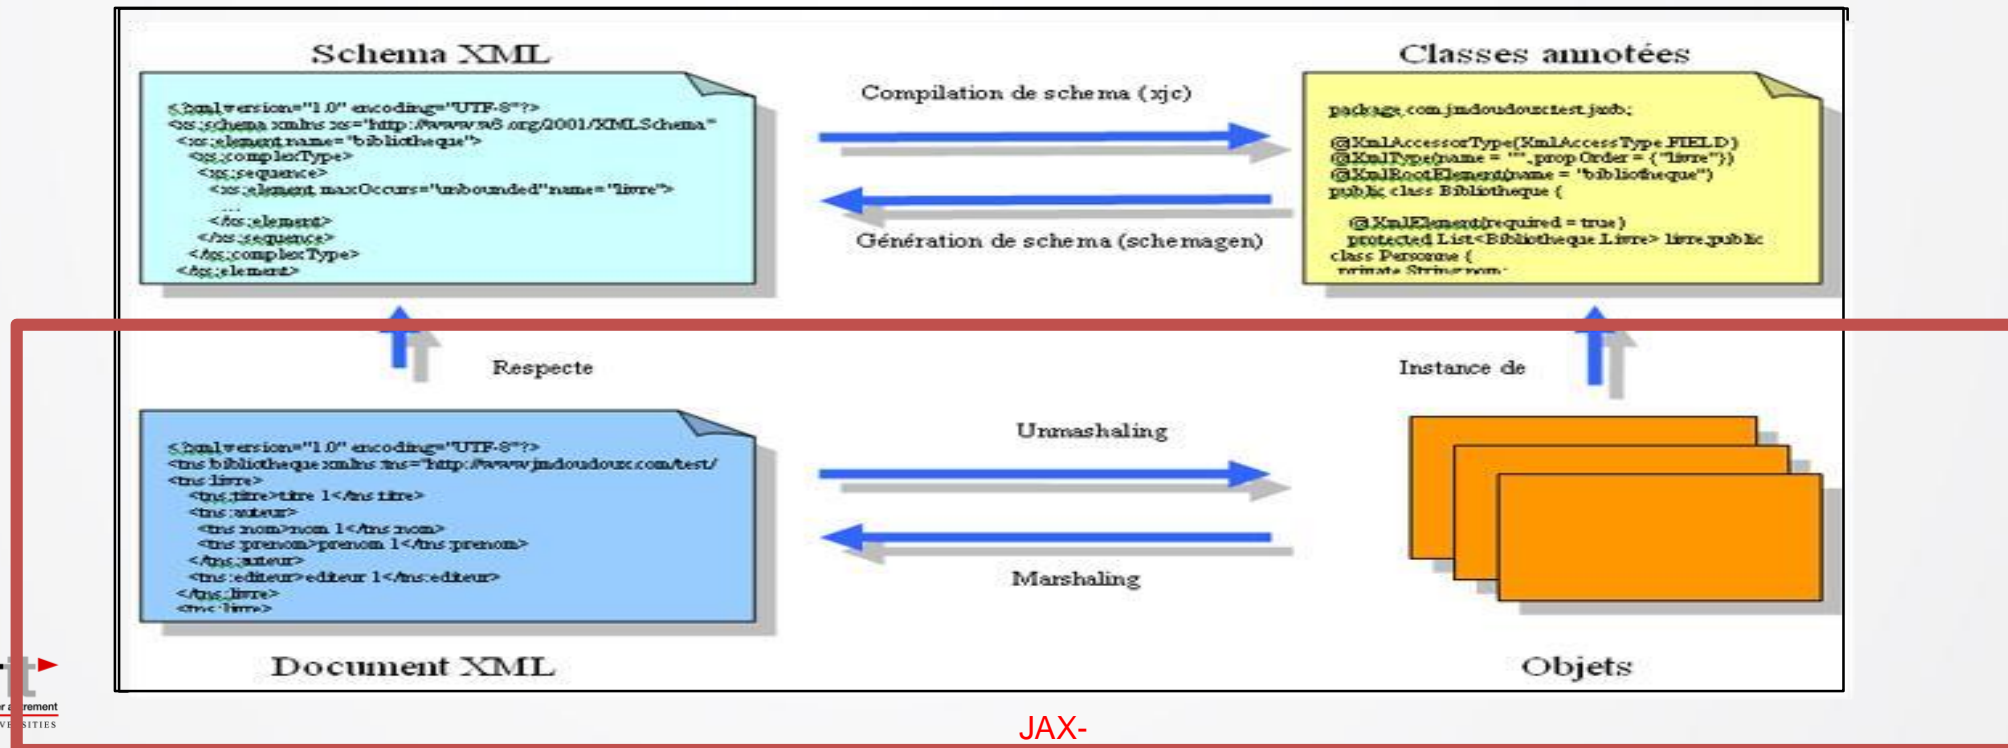 Schema XML
<?xml version="1.0" encoding="UTF-8"?>
<xs:schema xmlns:xs="http://www.w3.org/2001/XMLSchema"
<xs:element name="bibliotheque">
<xs:complexType>
<xs:sequence>
<xs:element maxOccurs="unbounded" name="livre">
...
</xs:element>
</xs:sequence>
</xs:complexType>
</xs:element>
Compilation de schema (xjc)
Génération de schema (schemagen)
Classes annotées
package com.jmdoudoux.test.jaxb;
@XmlAccessorType(XmlAccessType.FIELD)
@XmlType(name = "", propOrder = {"livre"})
@XmlRootElement(name = "bibliotheque")
public class Bibliotheque {
@XmlElement(required = true)
protected List<Bibliotheque.Livre> livre;public
class Personne {
private String nom;
Respecte
Instance de
<?xml version="1.0" encoding="UTF-8"?>
<tns:bibliotheque xmlns:tns="http://www.jmdoudoux.com/test/
<tns:livre>
<tns:titre>titre 1</tns:titre>
<tns:auteur>
<tns:nom>nom 1</tns:nom>
<tns:prenom>prenom 1</tns:prenom>
</tns:auteur>
<tns:editeur>editeur 1</tns:editeur>
</tns:livre>
<tns:livre>
Unmashaling
Marshaling
Document XML
Objets
JAX-